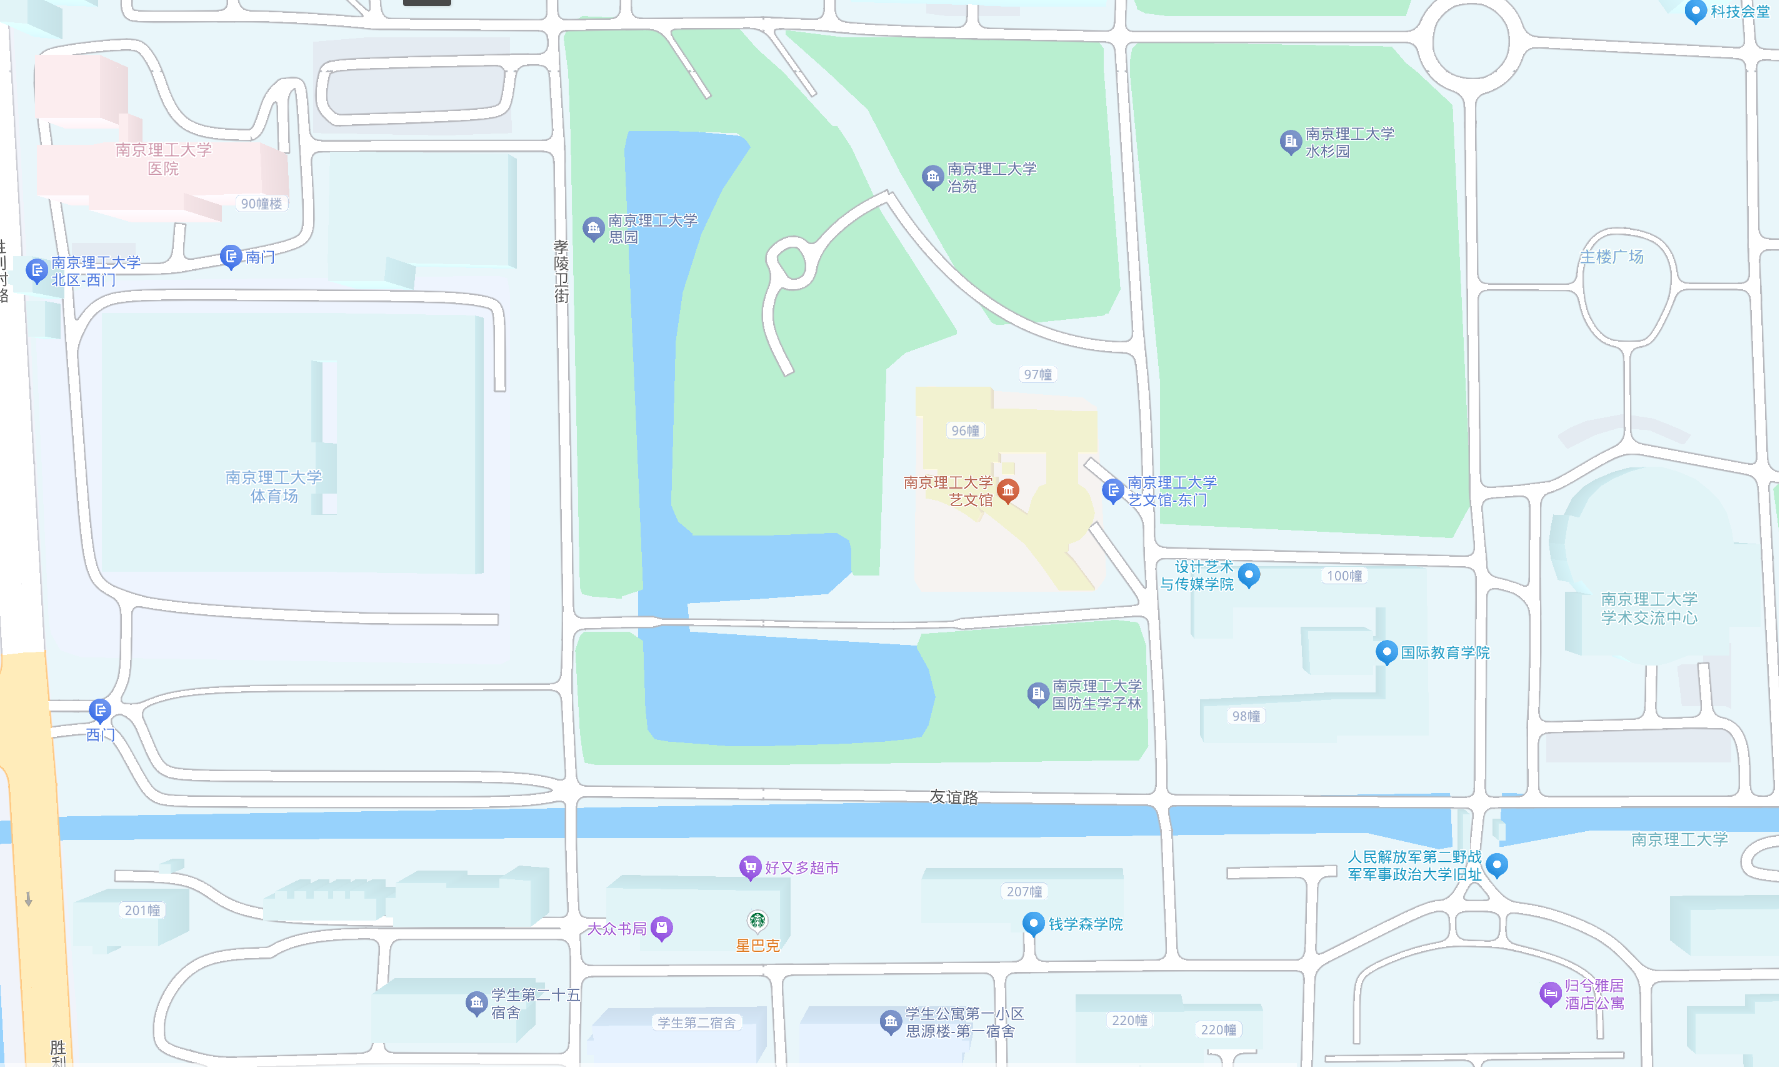 科技会堂
南京理工大学
水杉园
南京理工大学
医院
南京理工大学
冶苑
90幢楼
南京理工大学
思园
孝陵卫街
南门
南京理工大学
北区-西门
主楼广场
97幢
96幢
南京理工大学
体育场
南京理工大学
艺文馆
南京理工大学
艺文馆-东门
设计艺术
与传媒学院
100幢
南京理工大学
学术交流中心
国际教育学院
南京理工大学
国防生学子林
98幢
西门
友谊路
南京理工大学
人民解放军第二野战
军军事政治大学旧址
好又多超市
207幢
201幢
大众书局
星巴克
钱学森学院
学生第二十五
宿舍
归兮雅居
酒店公寓
学生第二宿舍
学生公寓第一小区
思源楼-第一宿舍
220幢
220幢
胜利